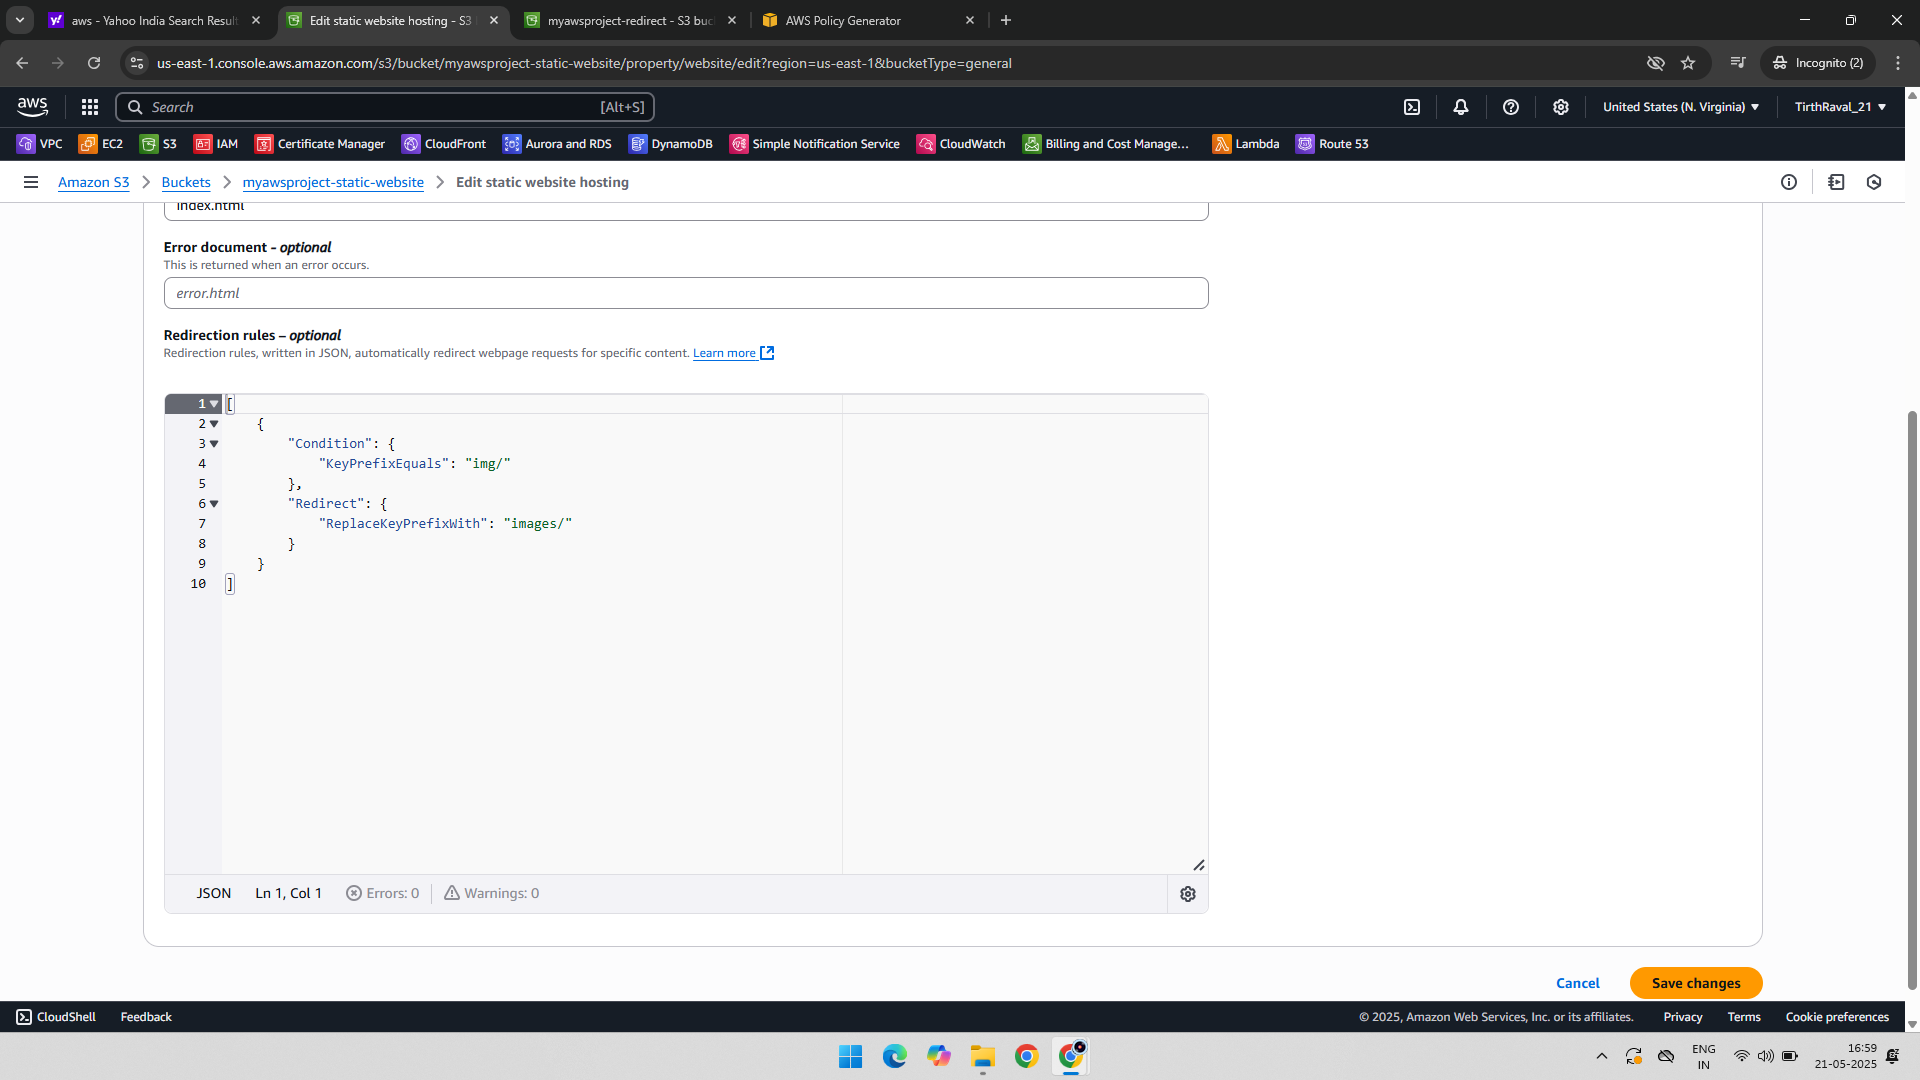 aws - Yahoo India Search Result
Edit static website hosting - S3
myawsproject-redirect - S3 buc
AWS Policy Generator
us-east-1.console.aws.amazon.com/s3/bucket/myawsproject-static-website/property/website/edit?region=us-east-1&bucketType=general
Incognito (2)
aws
Search
[Alt+S]
United States (N. Virginia)
TirthRaval_21
VPC
EC2
S3
IAM
Certificate Manager
CloudFront
Aurora and RDS
DynamoDB
Simple Notification Service
CloudWatch
Billing and Cost Manage...
Lambda
Route 53
Amazon S3
Buckets
myawsproject-static-website
Edit static website hosting
index.html
Error document - optional
This is returned when an error occurs.
error.html
Redirection rules – optional
Redirection rules, written in JSON, automatically redirect webpage requests for specific content. Learn more
1 [
2 {
3 "Condition": {
4 "KeyPrefixEquals": "img/"
5 },
6 "Redirect": {
7 "ReplaceKeyPrefixWith": "images/"
8 }
9 }
10 ]
JSON
Ln 1, Col 1
Errors: 0
Warnings: 0
Cancel
Save changes
CloudShell
Feedback
© 2025, Amazon Web Services, Inc. or its affiliates.
Privacy
Terms
Cookie preferences
ENG
IN
16:59
21-05-2025